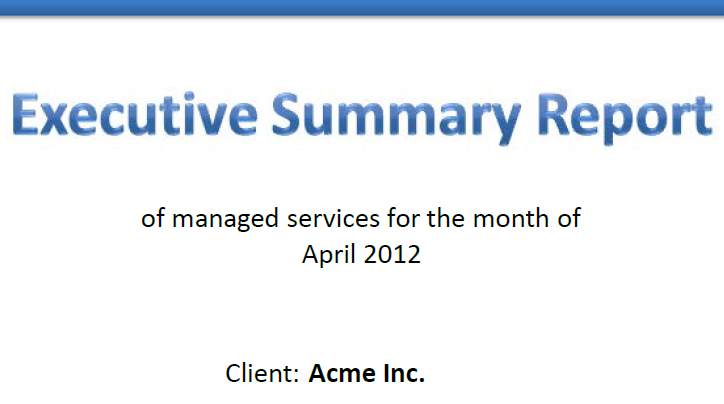 Executive Summary Report
of managed services for the month of
April 2012
Client: Acme Inc.